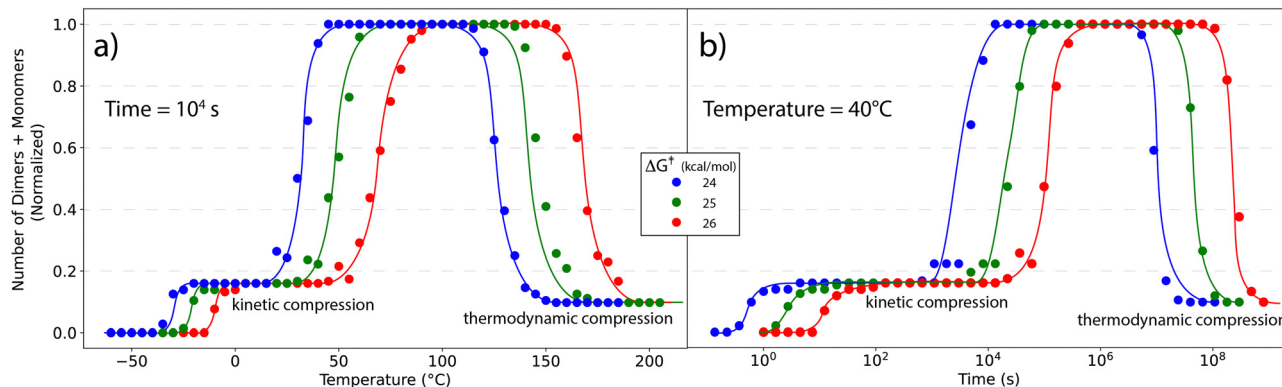 a)
b)
Number of Dimers + Monomers
(Normalized)
1.0
0.8
0.6
0.4
0.2
0.0
Time = 10⁴ s
Temperature = 40°C
ΔG‡ (kcal/mol)
24
25
26
kinetic compression
thermodynamic compression
kinetic compression
thermodynamic compression
−50 0 50 100 150 200
Temperature (°C)
10⁰ 10² 10⁴ 10⁶ 10⁸
Time (s)